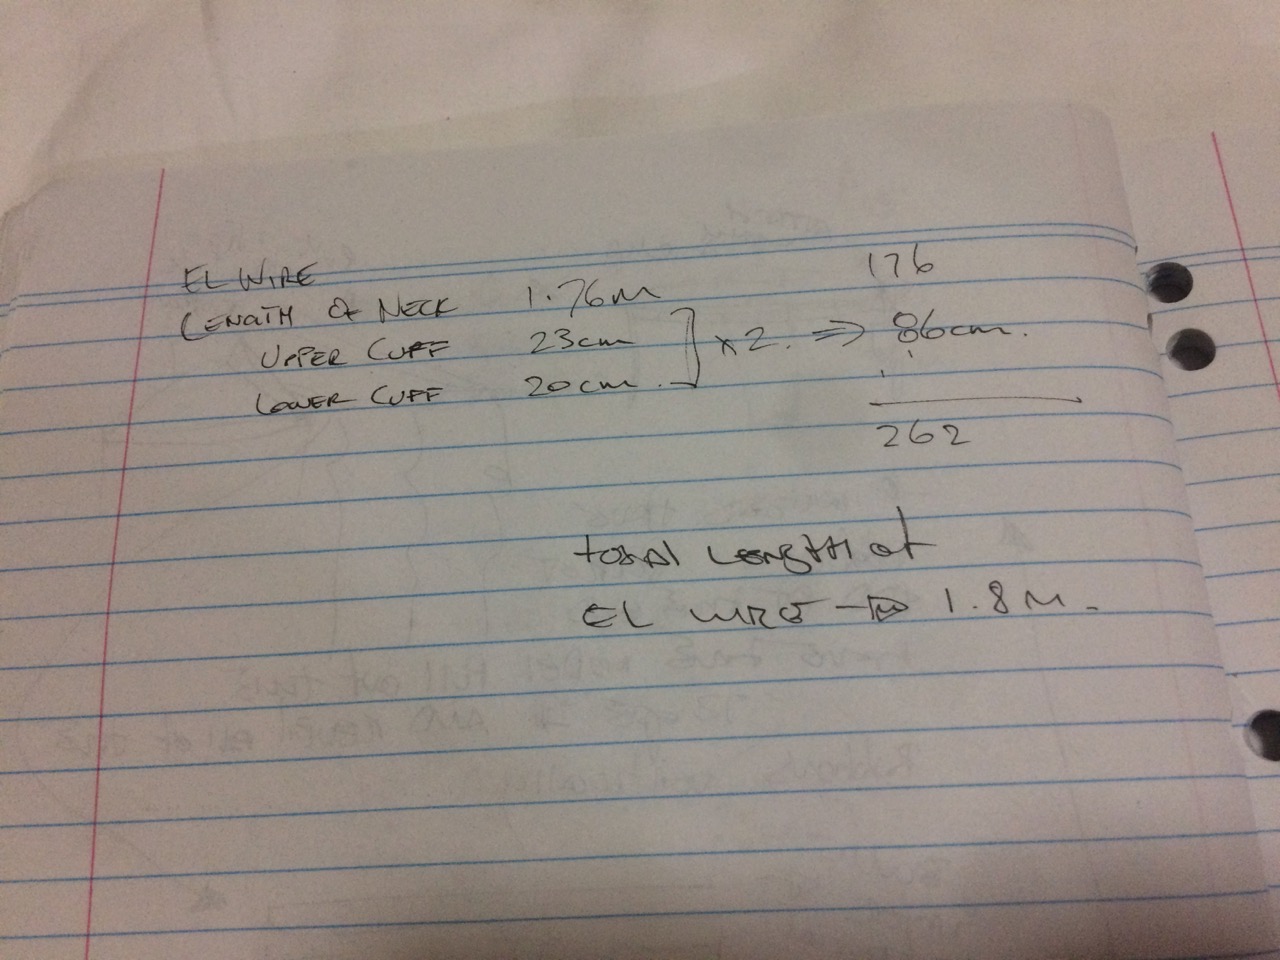 EL WIRE
LENGTH OF NECK 1.76m 176
UPPER CUFF 23cm ] x 2. => 86cm.
LOWER CUFF 20cm.
262
total LENGTH of
EL WIRE -> 1.8M.